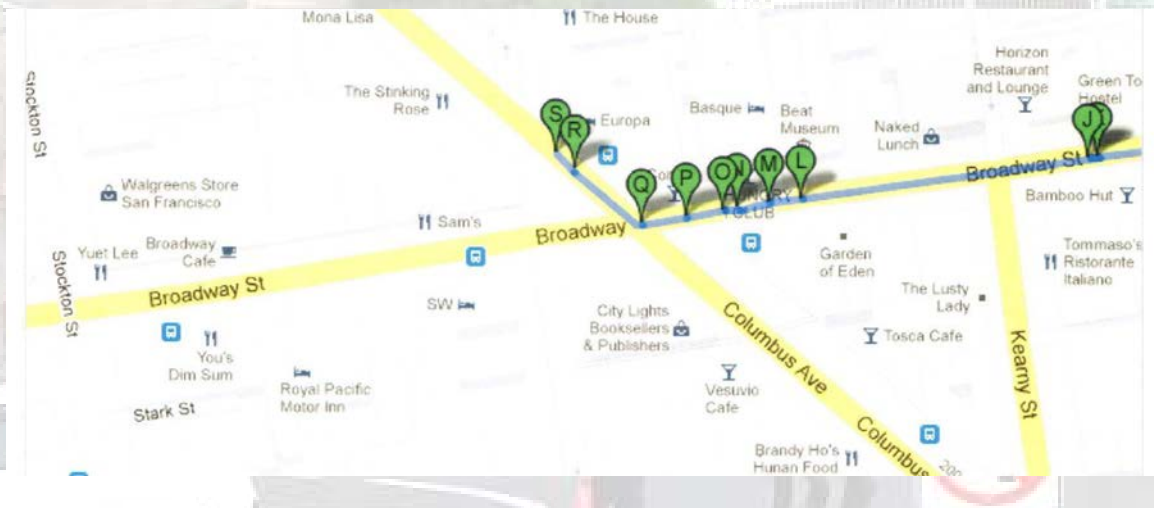 Mona Lisa
The House
Stockton St
The Stinking
Rose
S
R
Europa
Basque
Beat
Museum
Horizon
Restaurant
and Lounge
Green To
Hostel
Naked
Lunch
J
Q
P
O
N
M
L
Broadway St
Bamboo Hut
Walgreens Store
San Francisco
Sam's
CLUB
Broadway
Yuet Lee
Broadway
Cafe
Stockton St
Broadway St
Garden
of Eden
Tommaso's
Ristorante
Italiano
SW
The Lusty
Lady
City Lights
Booksellers
& Publishers
Columbus Ave
Tosca Cafe
Kearny St
You's
Dim Sum
Royal Pacific
Motor Inn
Vesuvio
Cafe
Stark St
Columbus
Brandy Ho's
Hunan Food